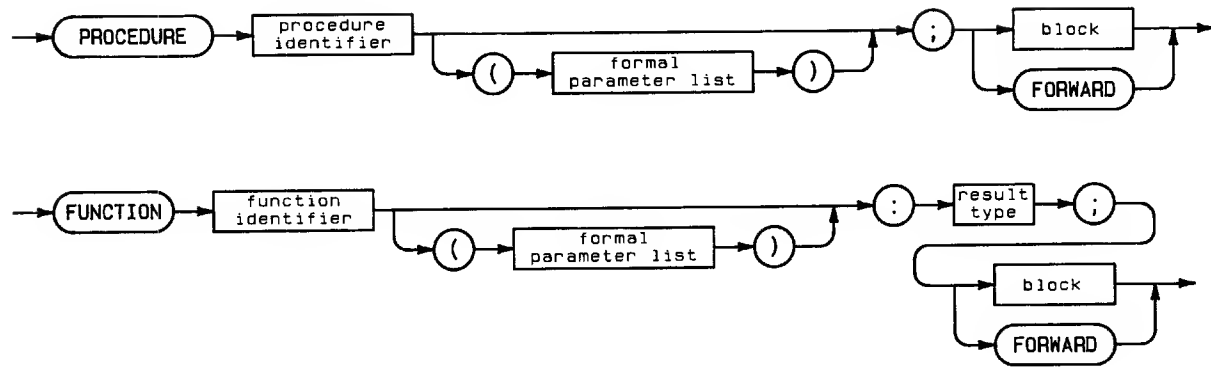 PROCEDURE procedure identifier ( formal parameter list ) ; block
FORWARD
FUNCTION function identifier ( formal parameter list ) : result type ;
block
FORWARD